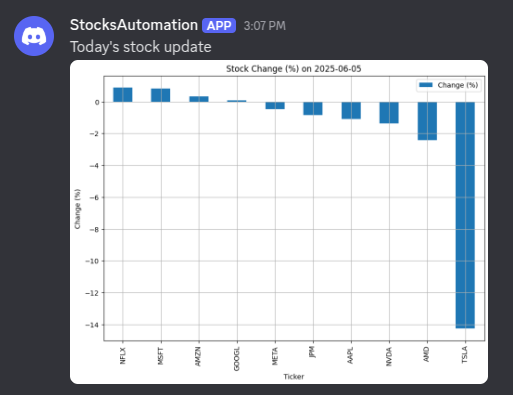 StocksAutomation APP 3:07 PM
Today's stock update
Stock Change (%) on 2025-06-05
Change (%)
0
−2
−4
−6
−8
−10
−12
−14
Change (%)
NFLX
MSFT
AMZN
GOOGL
META
JPM
AAPL
NVDA
AMD
TSLA
Ticker